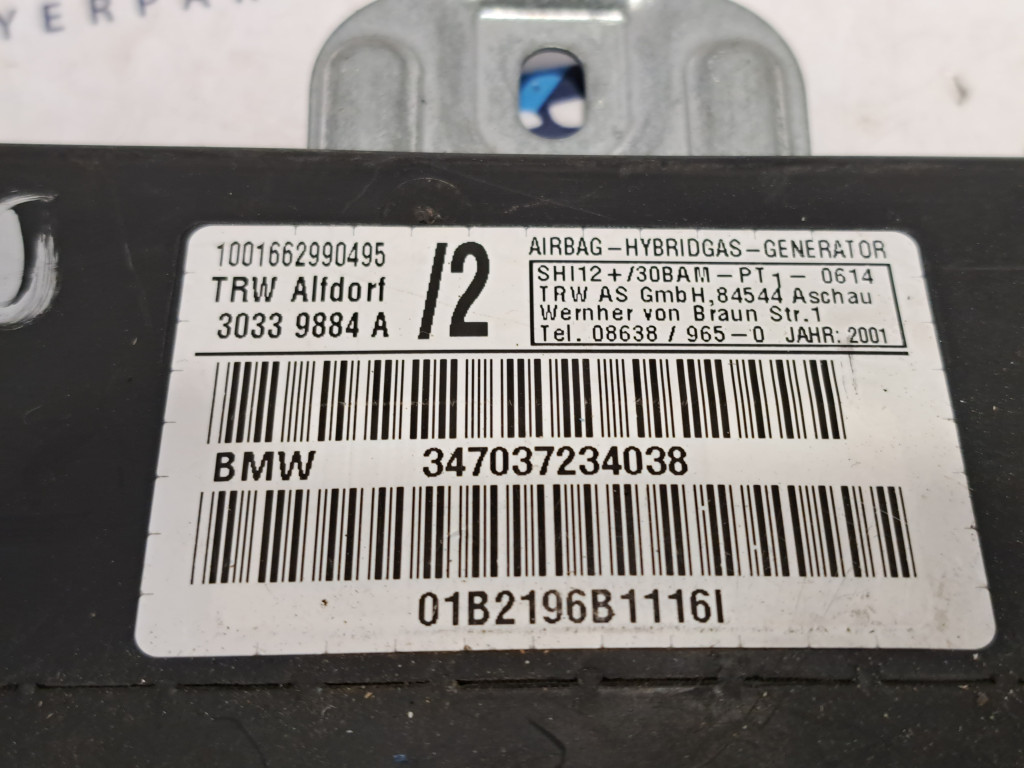 1001662990495
TRW Alfdorf
3033 9884 A
/2
AIRBAG-HYBRIDGAS-GENERATOR
SHI12+/30BAM-PT1-0614
TRW AS GmbH,84544 Aschau
Wernher von Braun Str.1
Tel. 08638/965-0 JAHR: 2001
BMW 347037234038
01B2196B1116I